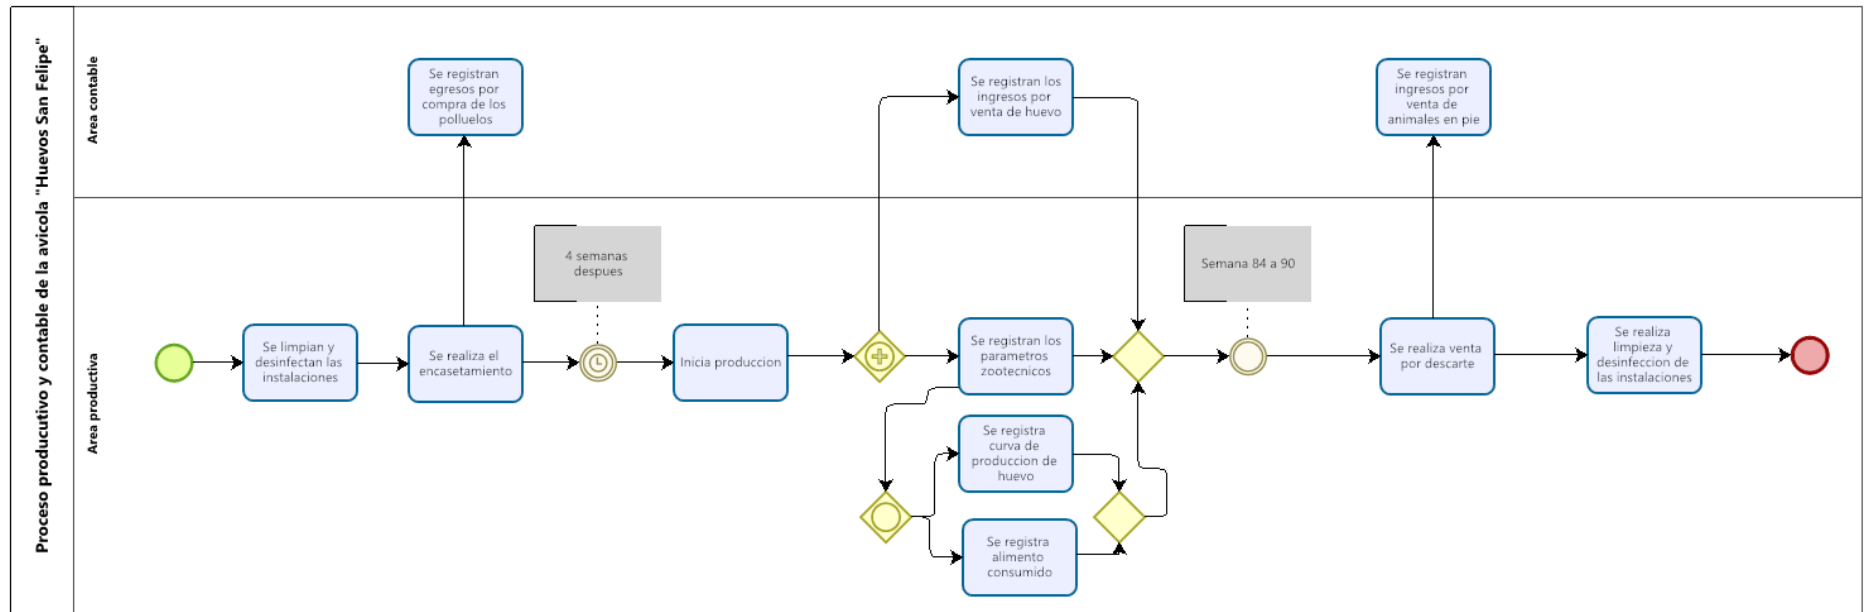 Proceso producutivo y contable de la avicola "Huevos San Felipe"
Area contable
Se registran
egresos por
compra de los
polluelos
Se registran los
ingresos por
venta de huevo
Se registran
ingresos por
venta de
animales en pie
Area productiva
4 semanas
despues
Semana 84 a 90
Se limpian y
desinfectan las
instalaciones
Se realiza el
encasetamiento
Inicia produccion
Se registran los
parametros
zootecnicos
Se realiza venta
por descarte
Se realiza
limpieza y
desinfeccion de
las instalaciones
Se registra
curva de
produccion de
huevo
Se registra
alimento
consumido